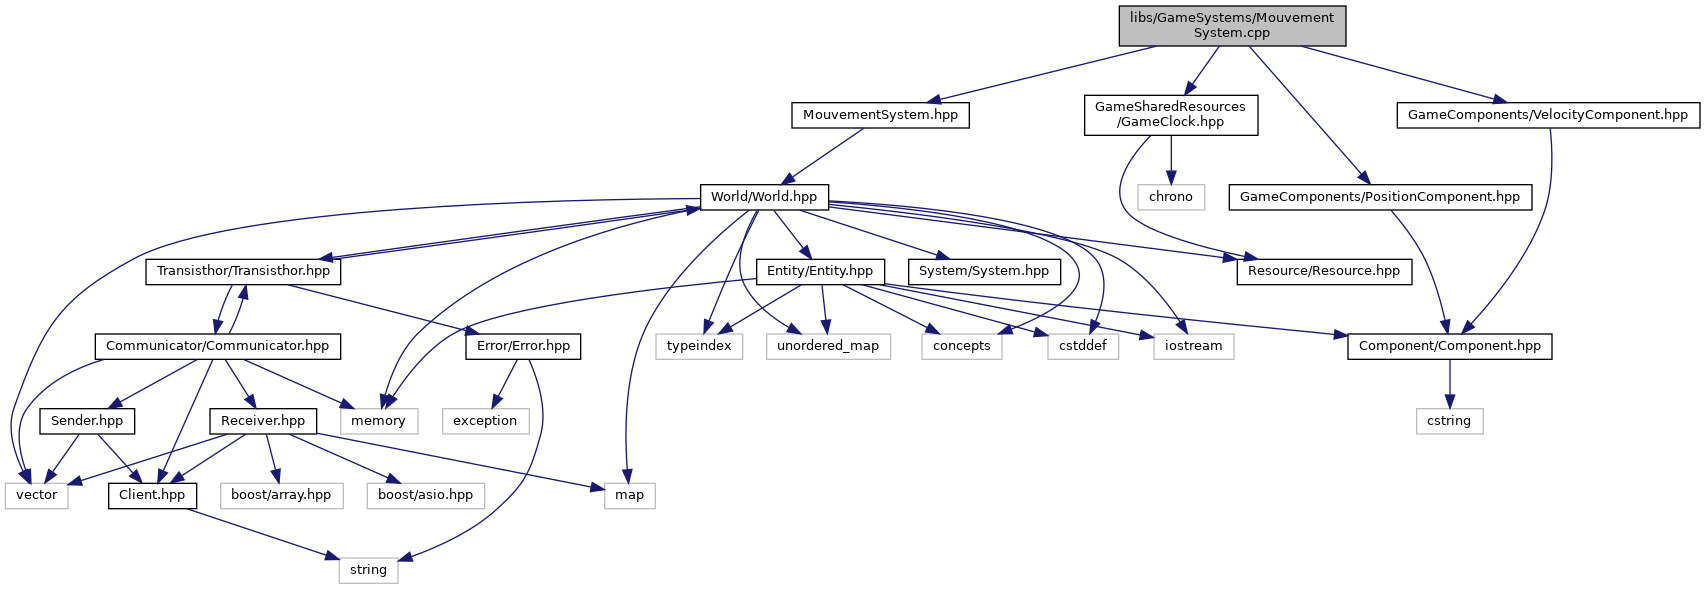 libs/GameSystems/Mouvement
System.cpp
MouvementSystem.hpp
GameSharedResources
/GameClock.hpp
GameComponents/VelocityComponent.hpp
World/World.hpp
chrono
GameComponents/PositionComponent.hpp
Transisthor/Transisthor.hpp
Entity/Entity.hpp
System/System.hpp
Resource/Resource.hpp
Communicator/Communicator.hpp
Error/Error.hpp
typeindex
unordered_map
concepts
cstddef
iostream
Component/Component.hpp
Sender.hpp
Receiver.hpp
memory
exception
cstring
vector
Client.hpp
boost/array.hpp
boost/asio.hpp
map
string